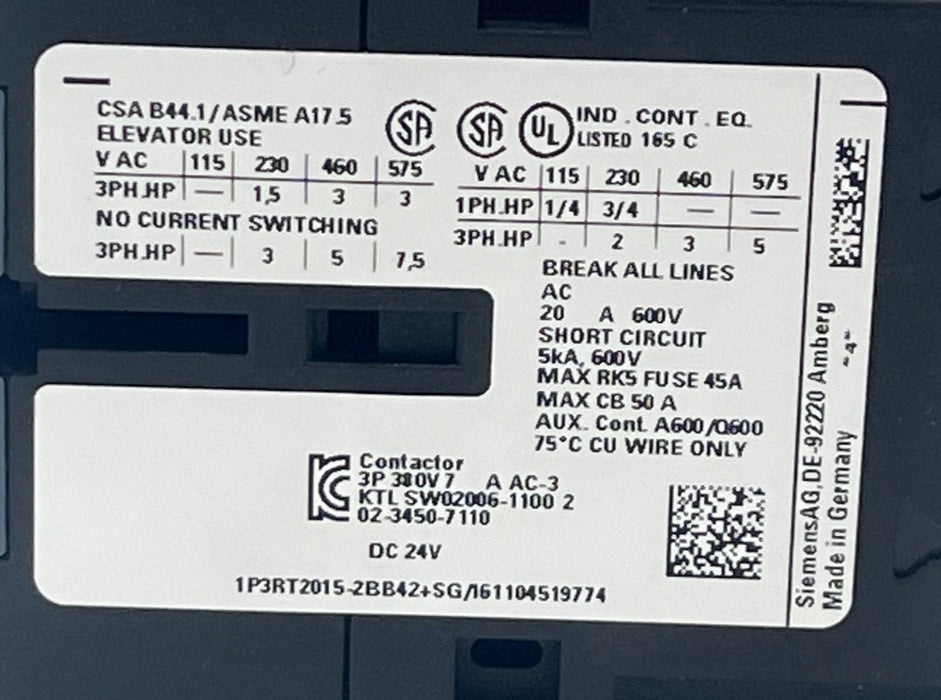 CSA B44.1/ASME A17.5
ELEVATOR USE
V AC 115 230 460 575
3PH.HP — 1,5 3 3
NO CURRENT SWITCHING
3PH.HP — 3 5 7,5
SA SA UL IND . CONT . EQ.
LISTED 165 C
V AC 115 230 460 575
1PH.HP 1/4 3/4 — —
3PH.HP - 2 3 5
BREAK ALL LINES
AC
20 A 600V
SHORT CIRCUIT
5kA, 600V
MAX RK5 FUSE 45A
MAX CB 50 A
AUX. Cont. A600/Q600
75°C CU WIRE ONLY
Contactor
3P 380V 7 A AC-3
KTL SW02006-1100 2
02-3450-7110
DC 24V
1P3RT2015-2BB42+SG/161104519774
SiemensAG,DE-92220 Amberg
Made in Germany "4"